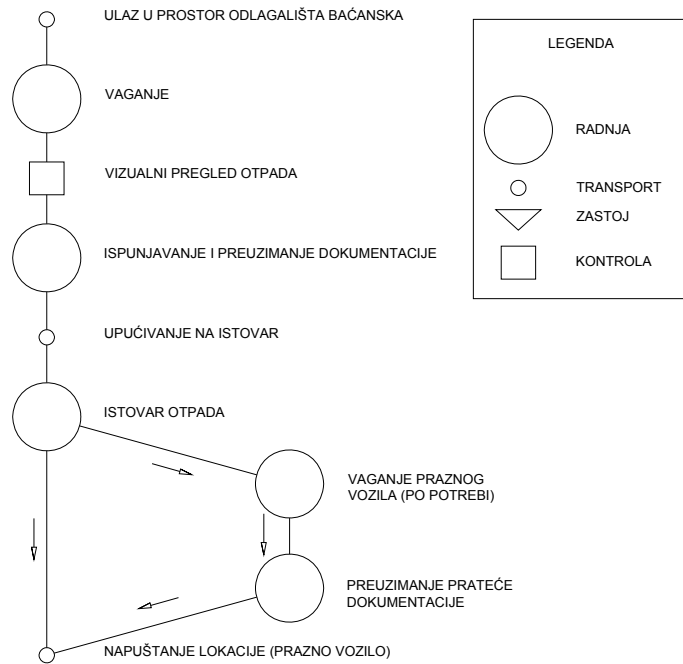 ULAZ U PROSTOR ODLAGALIŠTA BAĆANSKA
VAGANJE
VIZUALNI PREGLED OTPADA
ISPUNJAVANJE I PREUZIMANJE DOKUMENTACIJE
UPUĆIVANJE NA ISTOVAR
ISTOVAR OTPADA
VAGANJE PRAZNOG
VOZILA (PO POTREBI)
PREUZIMANJE PRATEĆE
DOKUMENTACIJE
NAPUŠTANJE LOKACIJE (PRAZNO VOZILO)
LEGENDA
RADNJA
TRANSPORT
ZASTOJ
KONTROLA